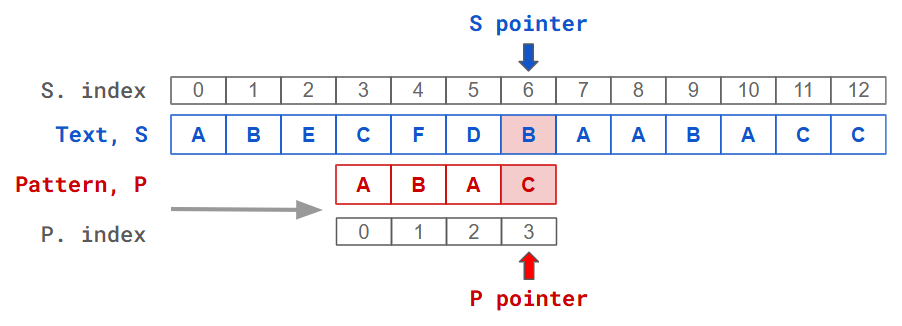 S pointer
S. index 0 1 2 3 4 5 6 7 8 9 10 11 12
Text, S A B E C F D B A A B A C C
Pattern, P A B A C
P. index 0 1 2 3
P pointer